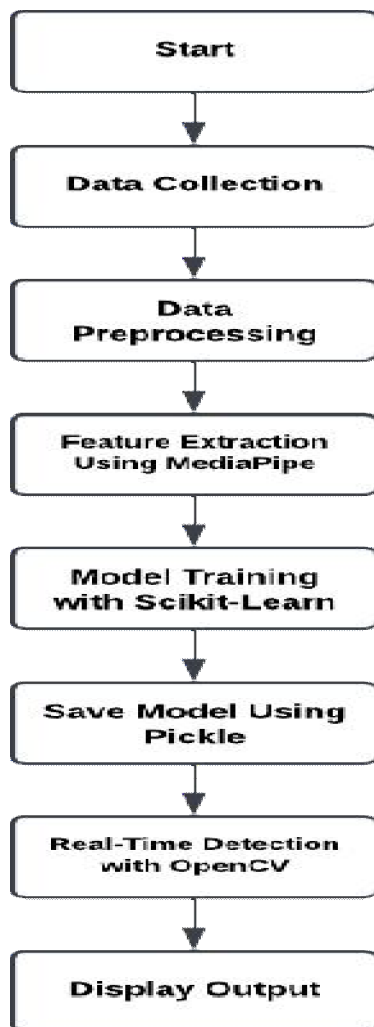 Start
Data Collection
Data
Preprocessing
Feature Extraction
Using MediaPipe
Model Training
with Scikit-Learn
Save Model Using
Pickle
Real-Time Detection
with OpenCV
Display Output